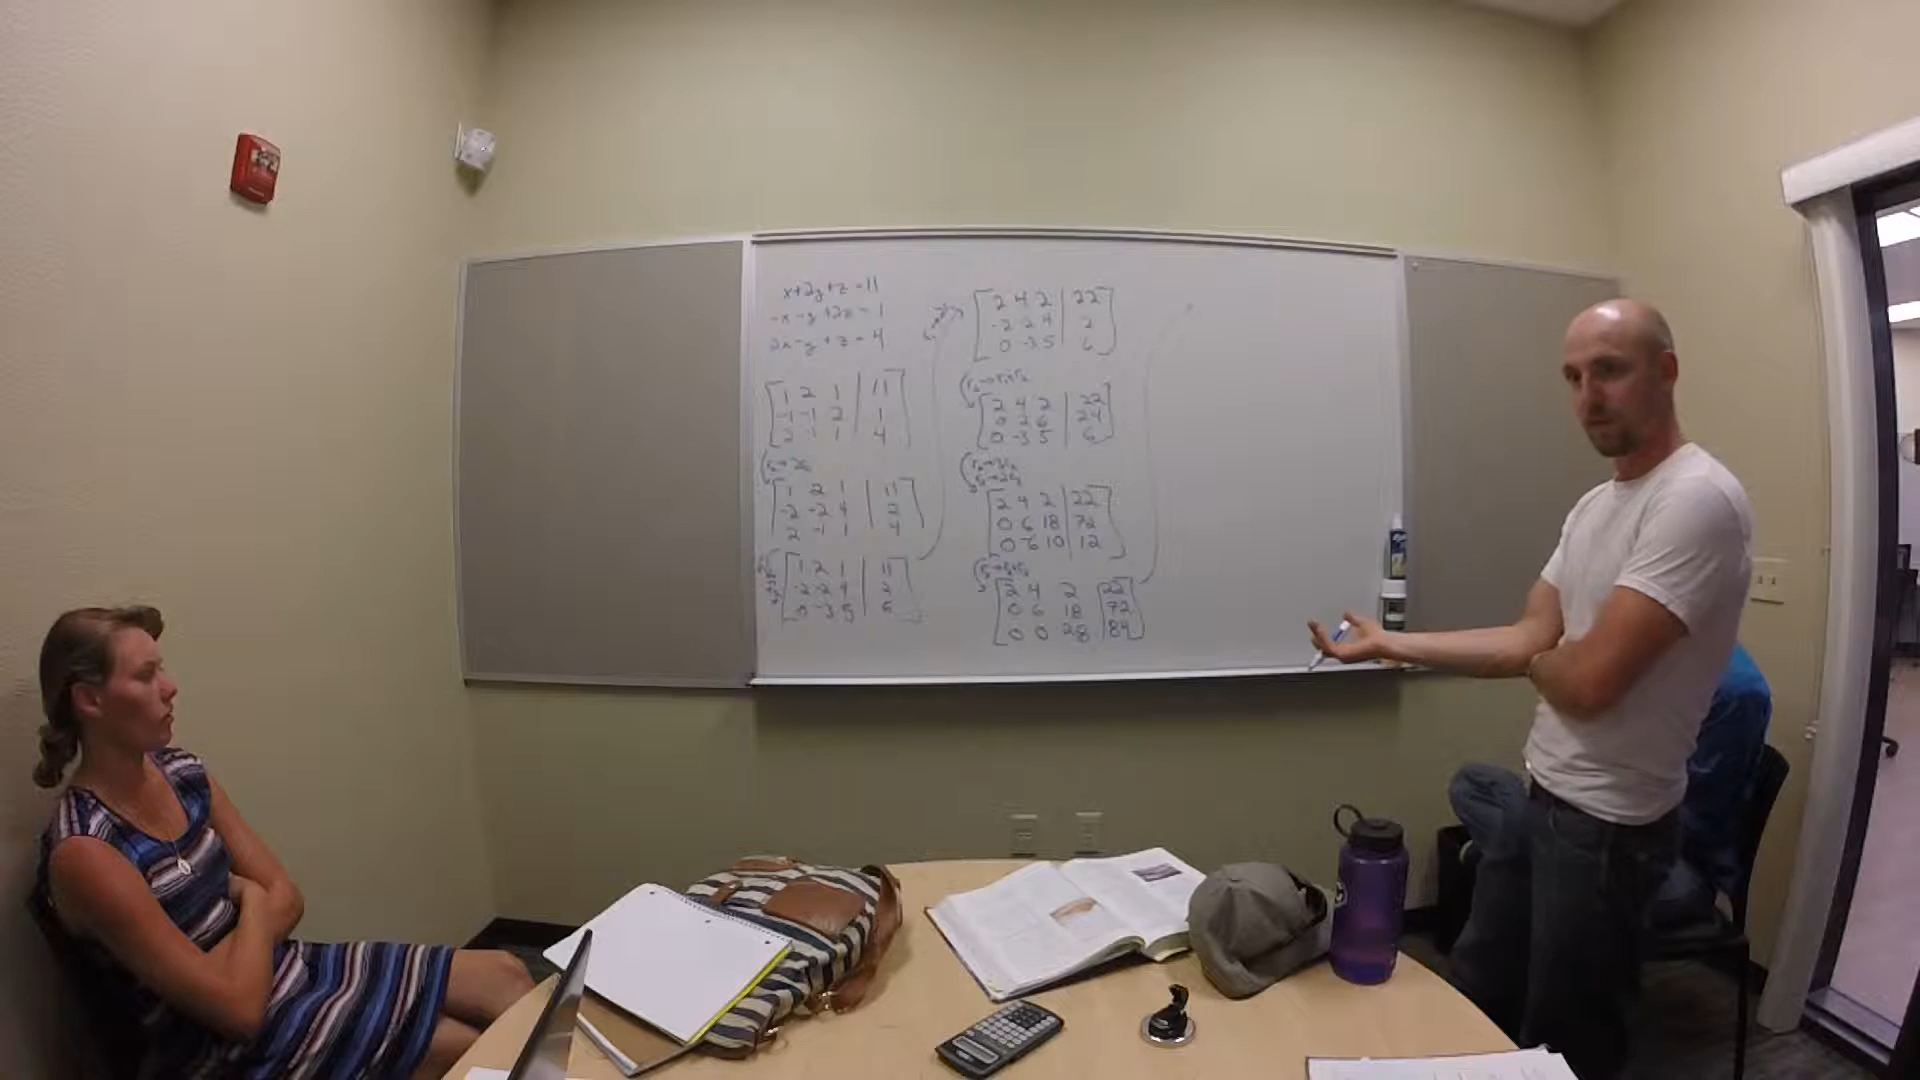 x+2y+z=11
-x-y+2z=1
2x-y+z=4
1 2 1 | 11
-1 -1 2 | 1
2 -1 1 | 4
1 2 1 | 11
-2 -2 4 | 2
2 -1 1 | 4
1 2 1 | 11
-2 -2 4 | 2
0 -3 5 | 6
2 4 2 | 22
-2 -2 4 | 2
0 -3 5 | 6
2 4 2 | 22
0 2 6 | 24
0 -3 5 | 6
2 4 2 | 22
0 6 18 | 72
0 -6 10 | 12
2 4 2 | 22
0 6 18 | 72
0 0 28 | 84